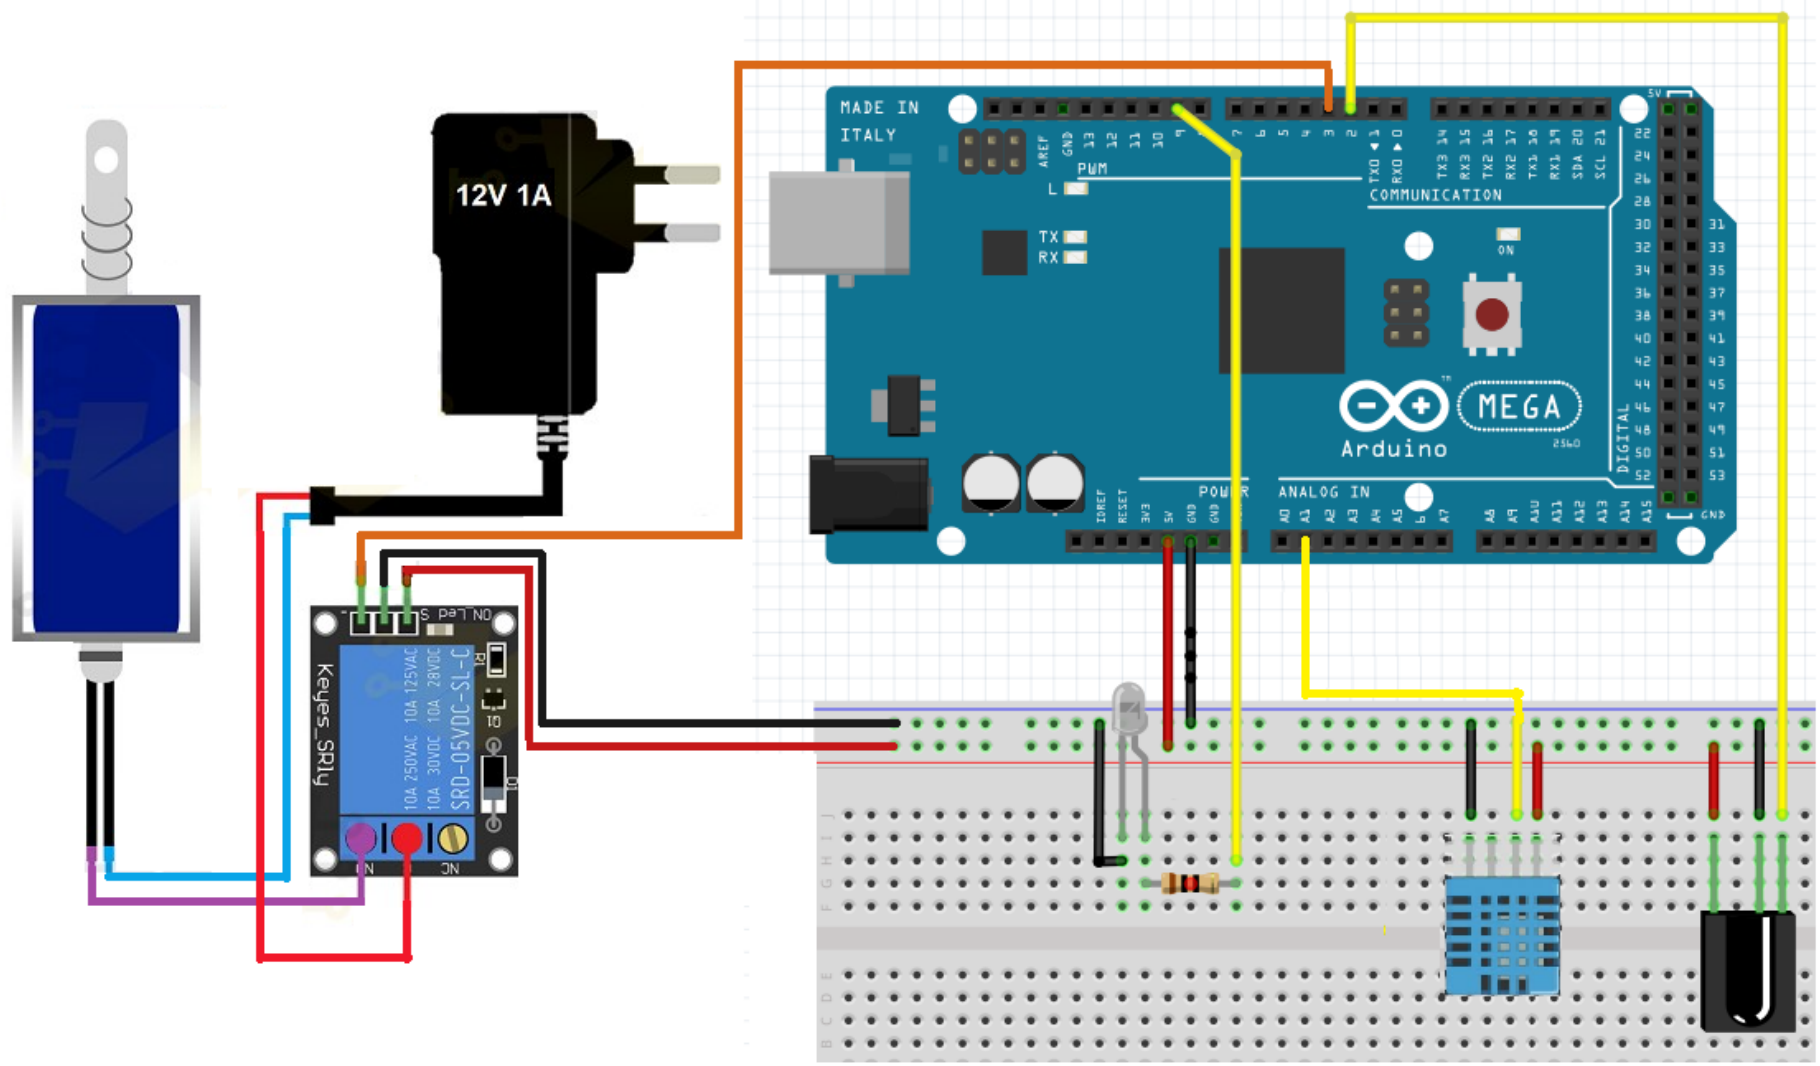 12V 1A
MADE IN
ITALY
AREF
GND
13
12
11
10
9
7
6
5
4
3
2
TX0 ◀ 1
RX0 ▶ 0
TX3 14
RX3 15
TX2 16
RX2 17
TX1 18
RX1 19
SDA 20
SCL 21
5V
PWM
COMMUNICATION
L
TX
RX
ON
22
24
26
28
30
32
34
36
38
40
42
44
46
48
50
52
31
33
35
37
39
41
43
45
47
49
51
53
DIGITAL
GND
MEGA
2560
Arduino
™
POWER
ANALOG IN
IOREF
RESET
3V3
5V
GND
GND
A0
A1
A2
A3
A4
A5
6
A7
A8
A9
A10
A11
A12
A13
A14
A15
- S ON_Led
Keyes_SRly
10A 250VAC 10A 125VAC
10A 30VDC 10A 28VDC
SRD-05VDC-SL-C
R1
Q1
D1
NC
J
I
H
G
F
E
D
C
B